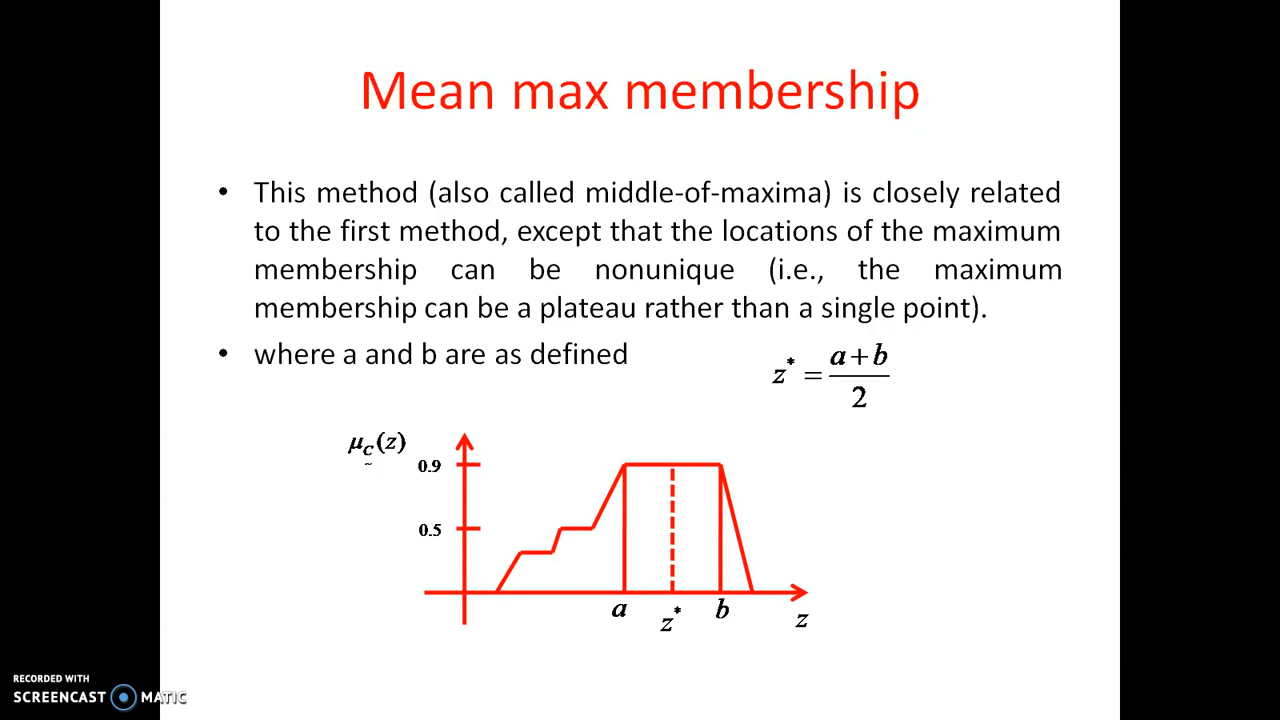 Mean max membership
• This method (also called middle-of-maxima) is closely related
to the first method, except that the locations of the maximum
membership can be nonunique (i.e., the maximum
membership can be a plateau rather than a single point).
• where a and b are as defined
z* = (a + b) / 2
μC̰(z)
0.9
0.5
a
z*
b
z
RECORDED WITH
SCREENCAST MATIC